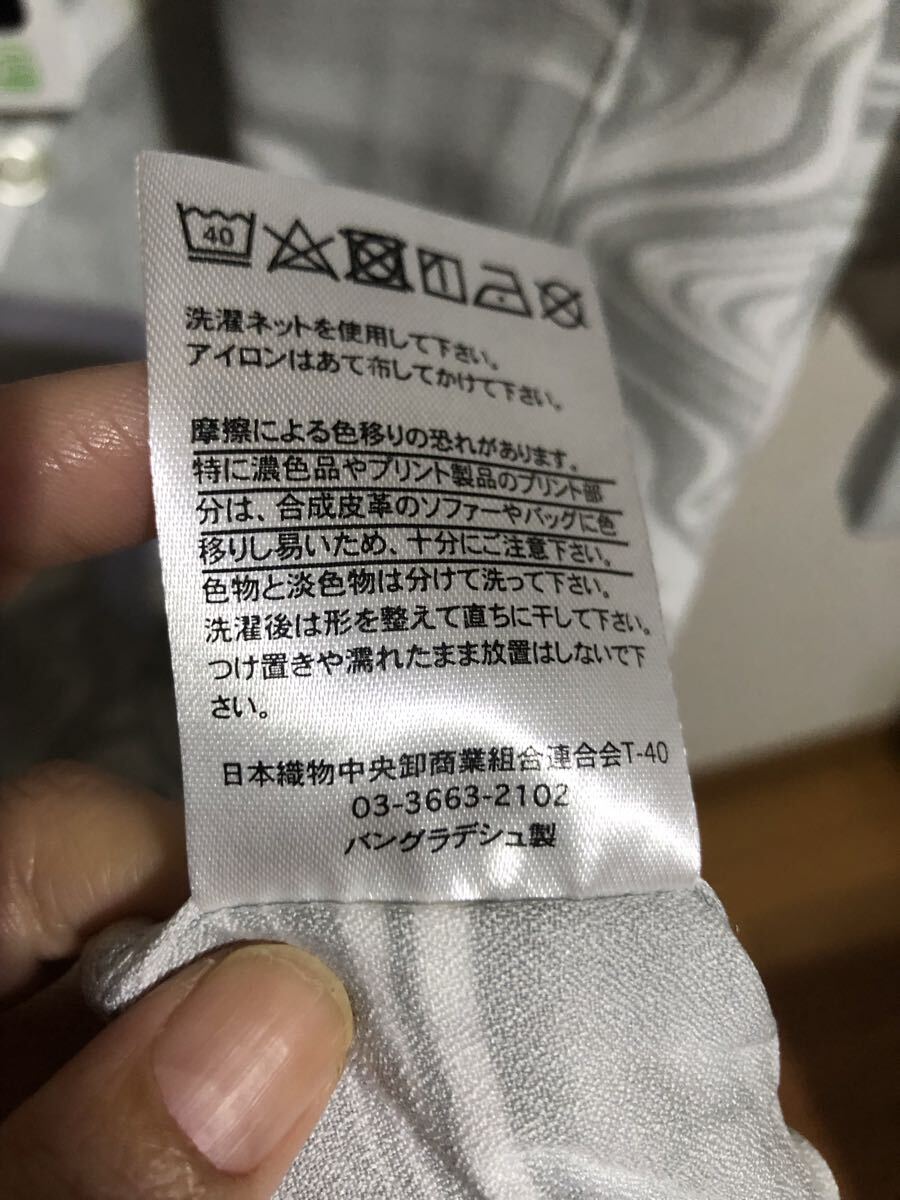 40
洗濯ネットを使用して下さい。
アイロンはあて布してかけて下さい。
摩擦による色移りの恐れがあります。
特に濃色品やプリント製品のプリント部
分は、合成皮革のソファーやバッグに色
移りし易いため、十分にご注意下さい。
色物と淡色物は分けて洗って下さい。
洗濯後は形を整えて直ちに干して下さい。
つけ置きや濡れたまま放置はしないで下
さい。
日本織物中央卸商業組合連合会T-40
03-3663-2102
バングラデシュ製